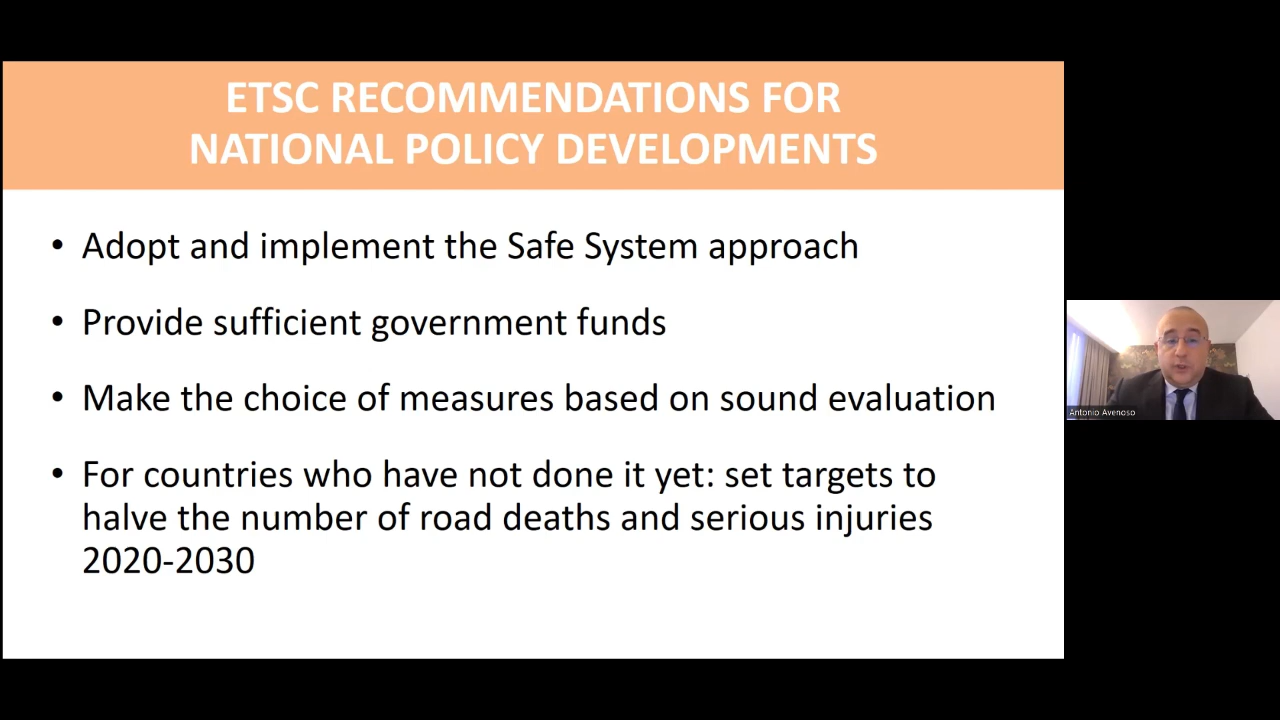 ETSC RECOMMENDATIONS FOR
NATIONAL POLICY DEVELOPMENTS
• Adopt and implement the Safe System approach
• Provide sufficient government funds
• Make the choice of measures based on sound evaluation
• For countries who have not done it yet: set targets to
halve the number of road deaths and serious injuries
2020-2030
Antonio Avenoso